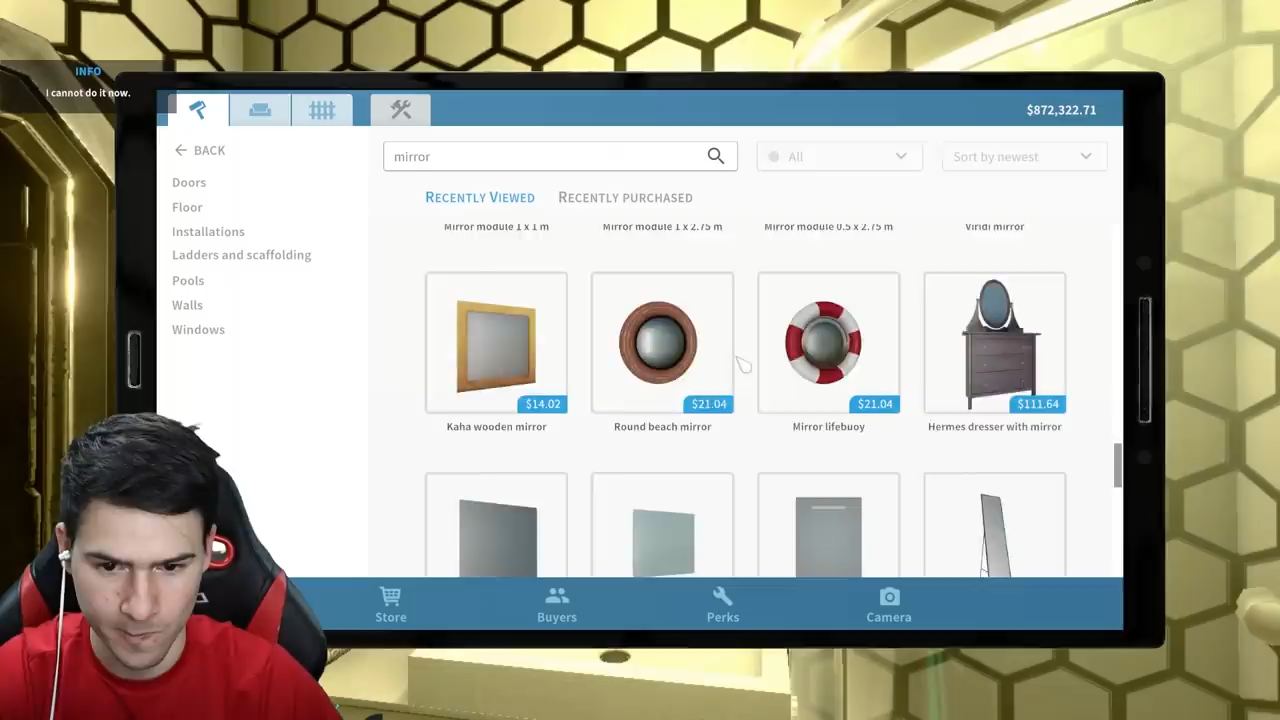 INFO
I cannot do it now.
$872,322.71
BACK
mirror
All
Sort by newest
Doors
Floor
Installations
Ladders and scaffolding
Pools
Walls
Windows
RECENTLY VIEWED
RECENTLY PURCHASED
Mirror module 1 x 1 m
Mirror module 1 x 2.75 m
Mirror module 0.5 x 2.75 m
Viridi mirror
$14.02
$21.04
$21.04
$111.64
Kaha wooden mirror
Round beach mirror
Mirror lifebuoy
Hermes dresser with mirror
Store
Buyers
Perks
Camera